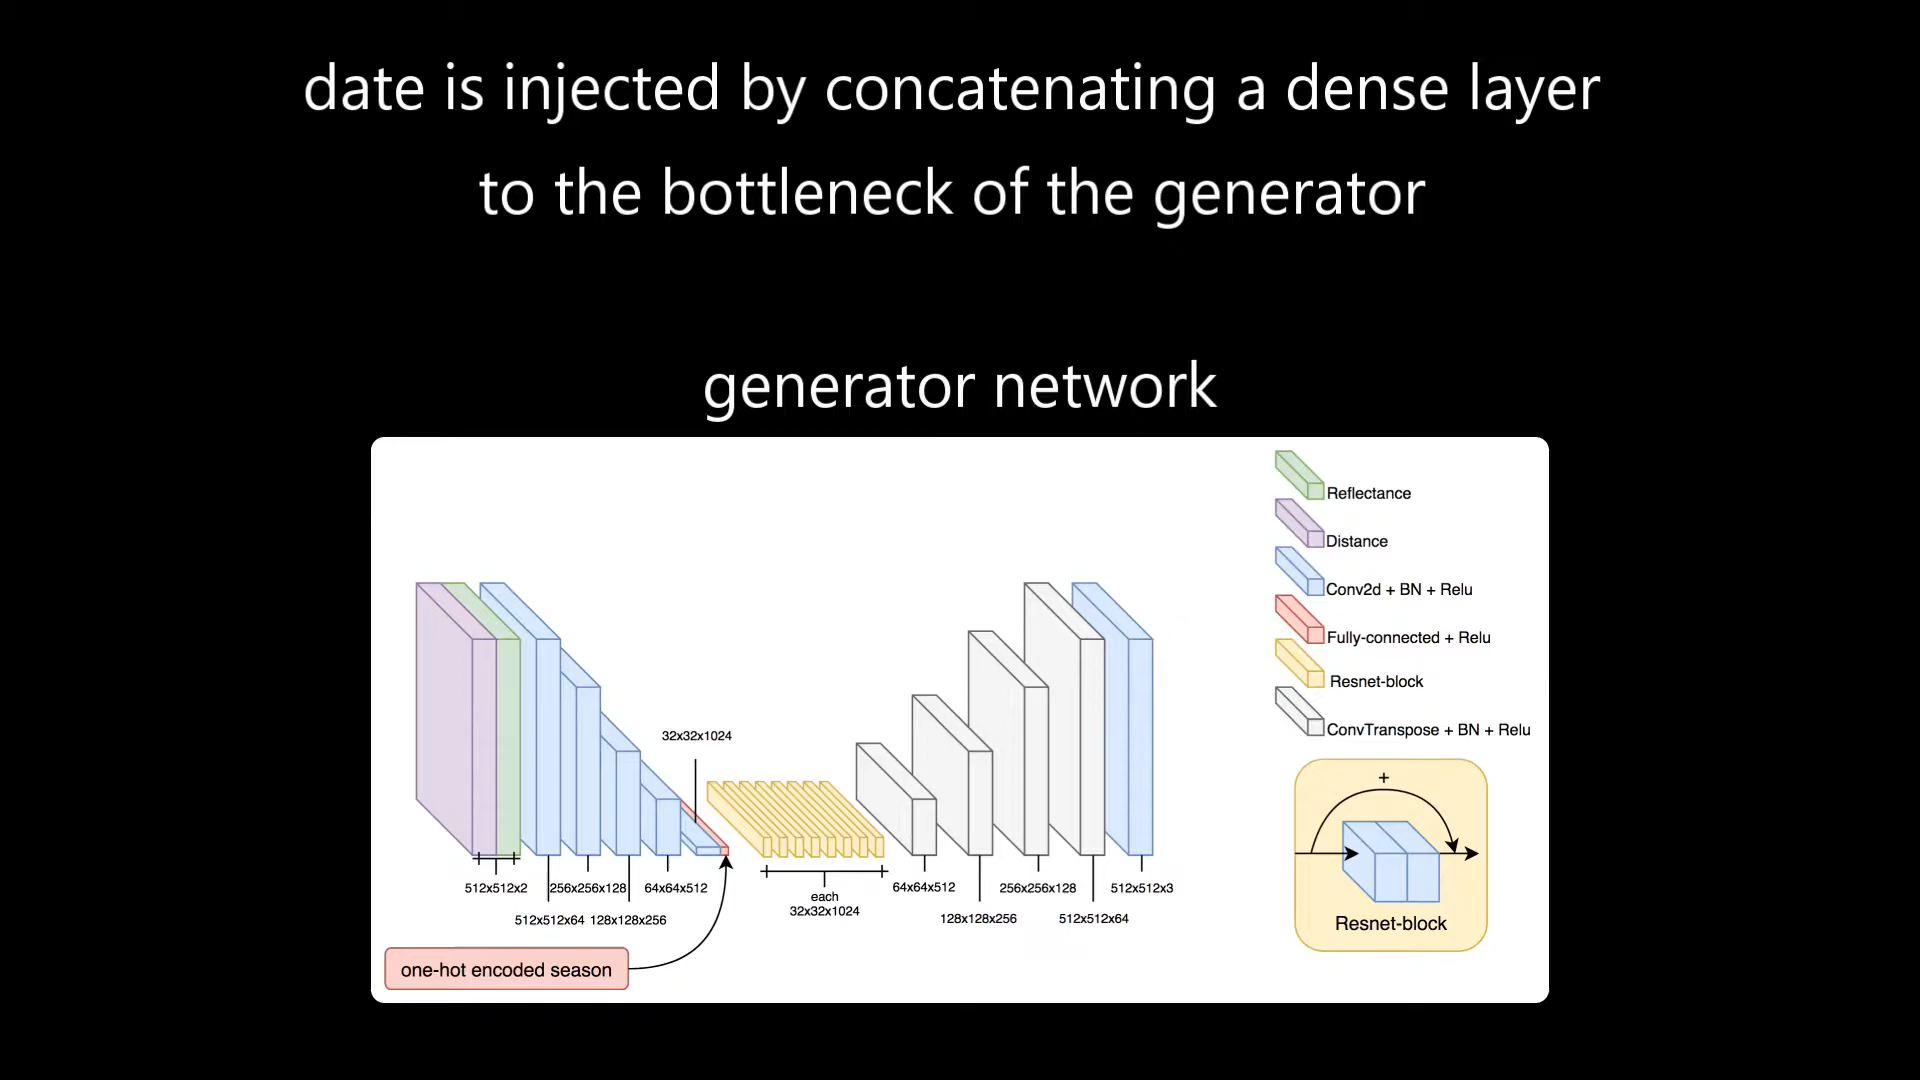 date is injected by concatenating a dense layer
to the bottleneck of the generator
generator network
Reflectance
Distance
Conv2d + BN + Relu
Fully-connected + Relu
Resnet-block
ConvTranspose + BN + Relu
32x32x1024
+
512x512x2
256x256x128
64x64x512
512x512x64
128x128x256
each
32x32x1024
64x64x512
256x256x128
512x512x3
128x128x256
512x512x64
Resnet-block
one-hot encoded season